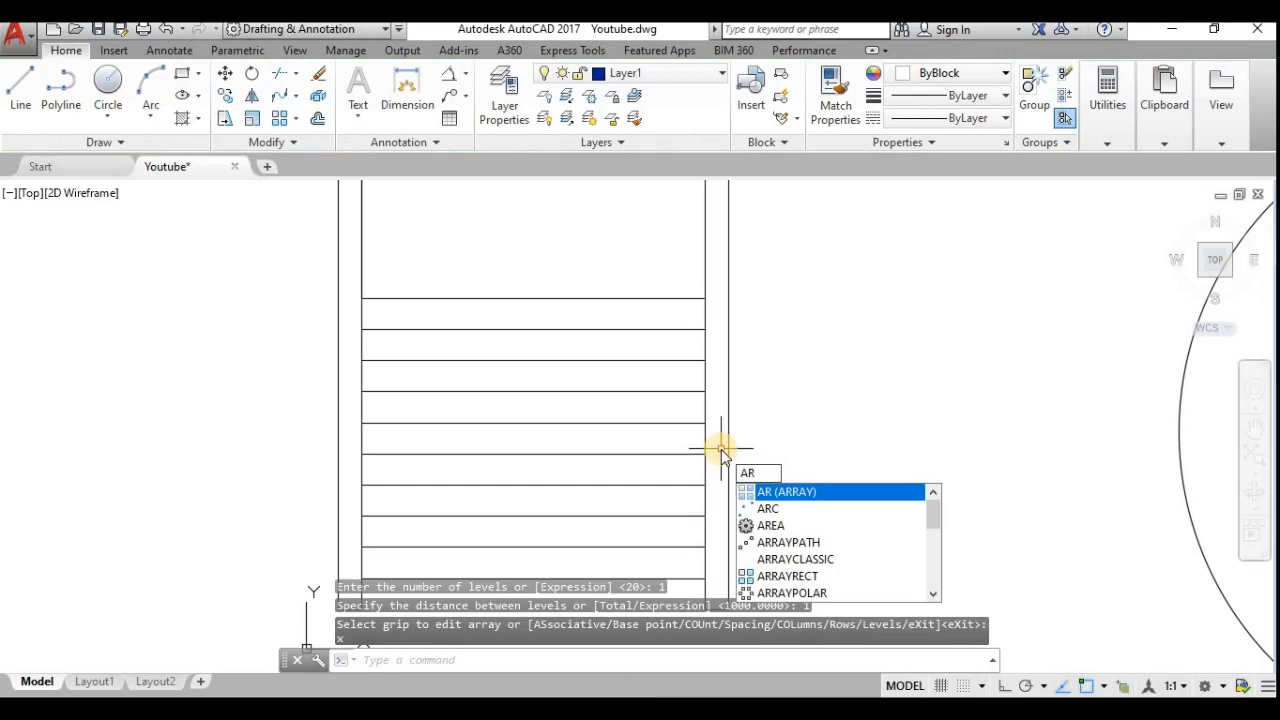 Drafting & Annotation
Autodesk AutoCAD 2017 Youtube.dwg
Type a keyword or phrase
Sign In
Home Insert Annotate Parametric View Manage Output Add-ins A360 Express Tools Featured Apps BIM 360 Performance
Line Polyline Circle Arc
Text Dimension
Layer Properties
Layer1
Insert
Match Properties
ByBlock
ByLayer
ByLayer
Group
Utilities
Clipboard
View
Draw Modify Annotation Layers Block Properties Groups
Start Youtube*
[−][Top][2D Wireframe]
N
W TOP E
S
WCS
AR
AR (ARRAY)
ARC
AREA
ARRAYPATH
ARRAYCLASSIC
ARRAYRECT
ARRAYPOLAR
Y
Enter the number of levels or [Expression] <20>: 1
Specify the distance between levels or [Total/Expression] <1000.0000>: 1
Select grip to edit array or [ASsociative/Base point/COUnt/Spacing/COLumns/Rows/Levels/eXit]<eXit>:
x
Type a command
Model Layout1 Layout2
MODEL 1:1